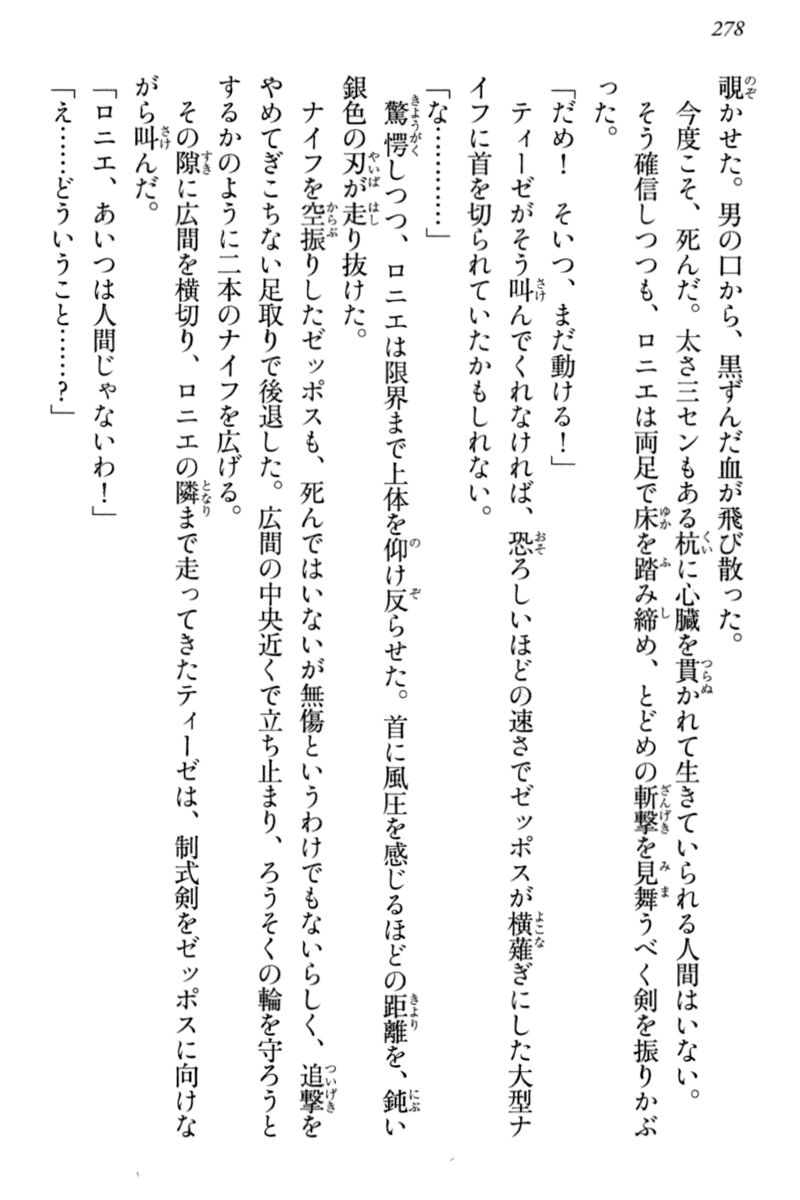 278
覗かせた。男の口から、黒ずんだ血が飛び散った。
　今度こそ、死んだ。太さ三センもある杭に心臓を貫かれて生きていられる人間はいない。
　そう確信しつつも、ロニエは両足で床を踏み締め、とどめの斬撃を見舞うべく剣を振りかぶ
った。
「だめ！　そいつ、まだ動ける！」
　ティーゼがそう叫んでくれなければ、恐ろしいほどの速さでゼッポスが横薙ぎにした大型ナ
イフに首を切られていたかもしれない。
「な…………」
　驚愕しつつ、ロニエは限界まで上体を仰け反らせた。首に風圧を感じるほどの距離を、鈍い
銀色の刃が走り抜けた。
　ナイフを空振りしたゼッポスも、死んではいないが無傷というわけでもないらしく、追撃を
やめてぎこちない足取りで後退した。広間の中央近くで立ち止まり、ろうそくの輪を守ろうと
するかのように二本のナイフを広げる。
　その隙に広間を横切り、ロニエの隣まで走ってきたティーゼは、制式剣をゼッポスに向けな
がら叫んだ。
「ロニエ、あいつは人間じゃないわ！」
「え……どういうこと……？」